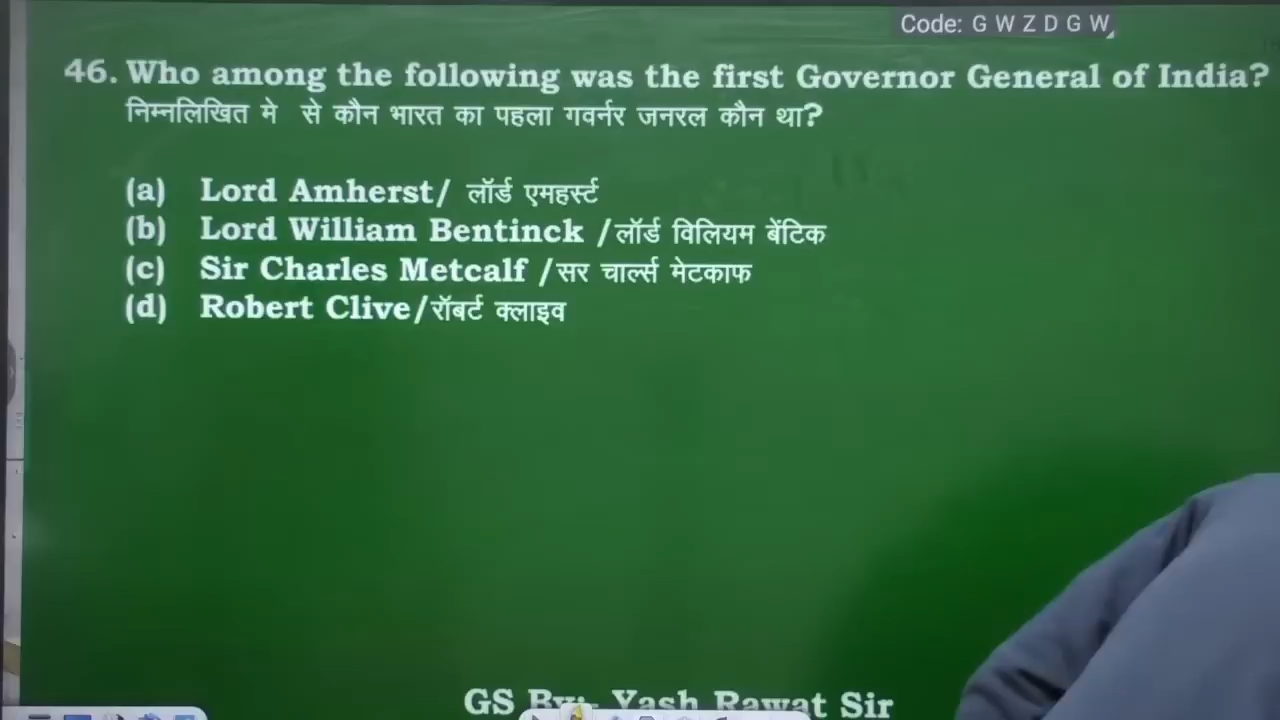 Code: G W Z D G W
46. Who among the following was the first Governor General of India?
निम्नलिखित मे से कौन भारत का पहला गवर्नर जनरल कौन था?
(a) Lord Amherst/ लॉर्ड एमहर्स्ट
(b) Lord William Bentinck /लॉर्ड विलियम बेंटिक
(c) Sir Charles Metcalf /सर चार्ल्स मेटकाफ
(d) Robert Clive/रॉबर्ट क्लाइव
GS By:- Yash Rawat Sir